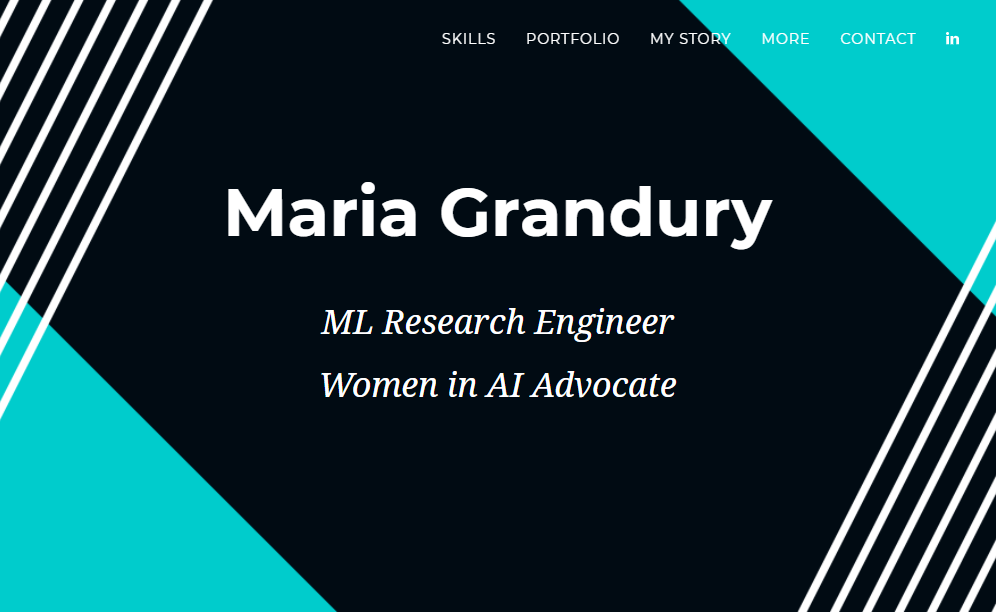 SKILLS PORTFOLIO MY STORY MORE CONTACT in
Maria Grandury
ML Research Engineer
Women in AI Advocate